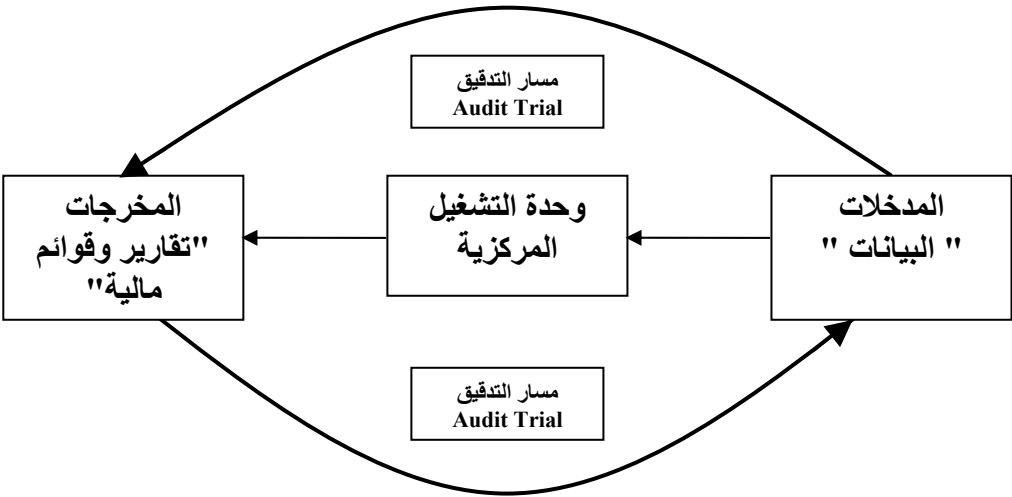 مسار التدقيق
Audit Trial
المدخلات
" البيانات "
وحدة التشغيل
المركزية
المخرجات
"تقارير وقوائم
مالية"
مسار التدقيق
Audit Trial